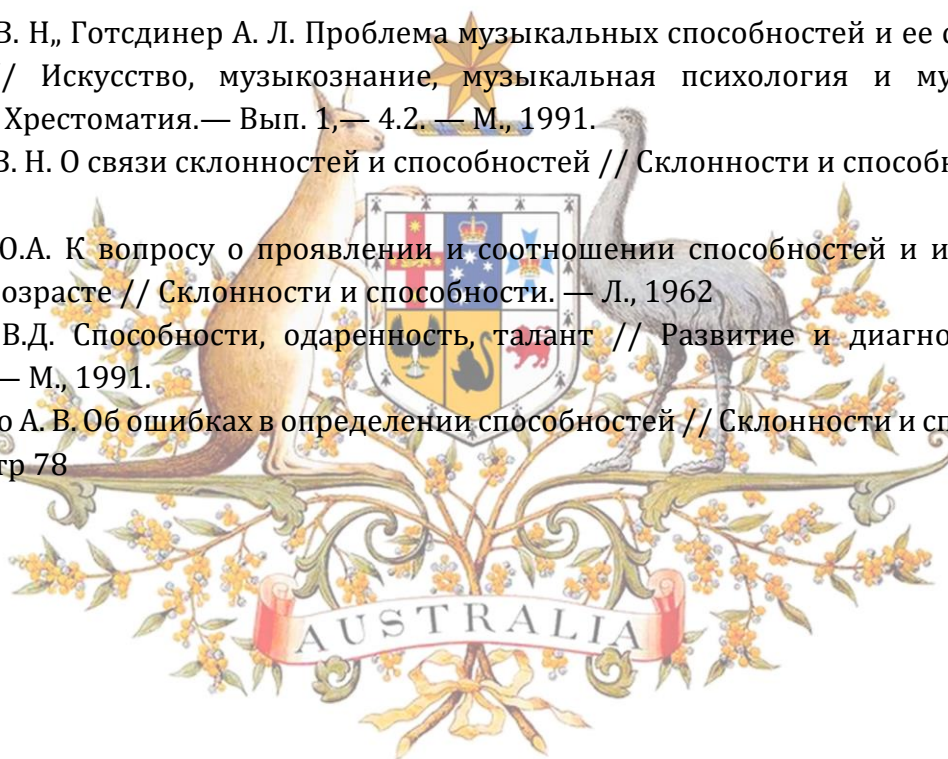 В. Н,, Готсдинер А. Л. Проблема музыкальных способностей и ее
/ Искусство, музыкознание, музыкальная психология и му
Хрестоматия.— Вып. 1,— 4.2. — М., 1991.
В. Н. О связи склонностей и способностей // Склонности и способн
Ю.А. К вопросу о проявлении и соотношении способностей и и
озрасте // Склонности и способности. — Л., 1962
В.Д. Способности, одаренность, талант // Развитие и диагно
— М., 1991.
о А. В. Об ошибках в определении способностей // Склонности и сп
тр 78
AUSTRALIA